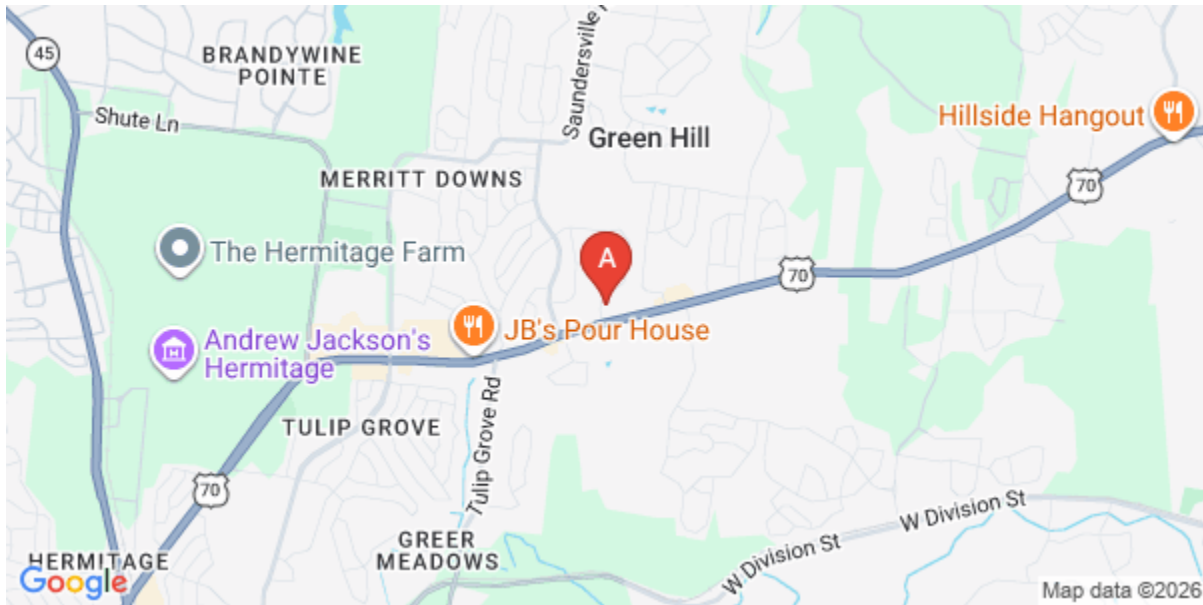 45
BRANDYWINE
POINTE
Saundersville
Shute Ln
Green Hill
Hillside Hangout
70
MERRITT DOWNS
The Hermitage Farm
A
70
JB's Pour House
Andrew Jackson's
Hermitage
TULIP GROVE
Tulip Grove Rd
70
W Division St
W Division St
GREER
MEADOWS
HERMITAGE
Google
Map data ©2026